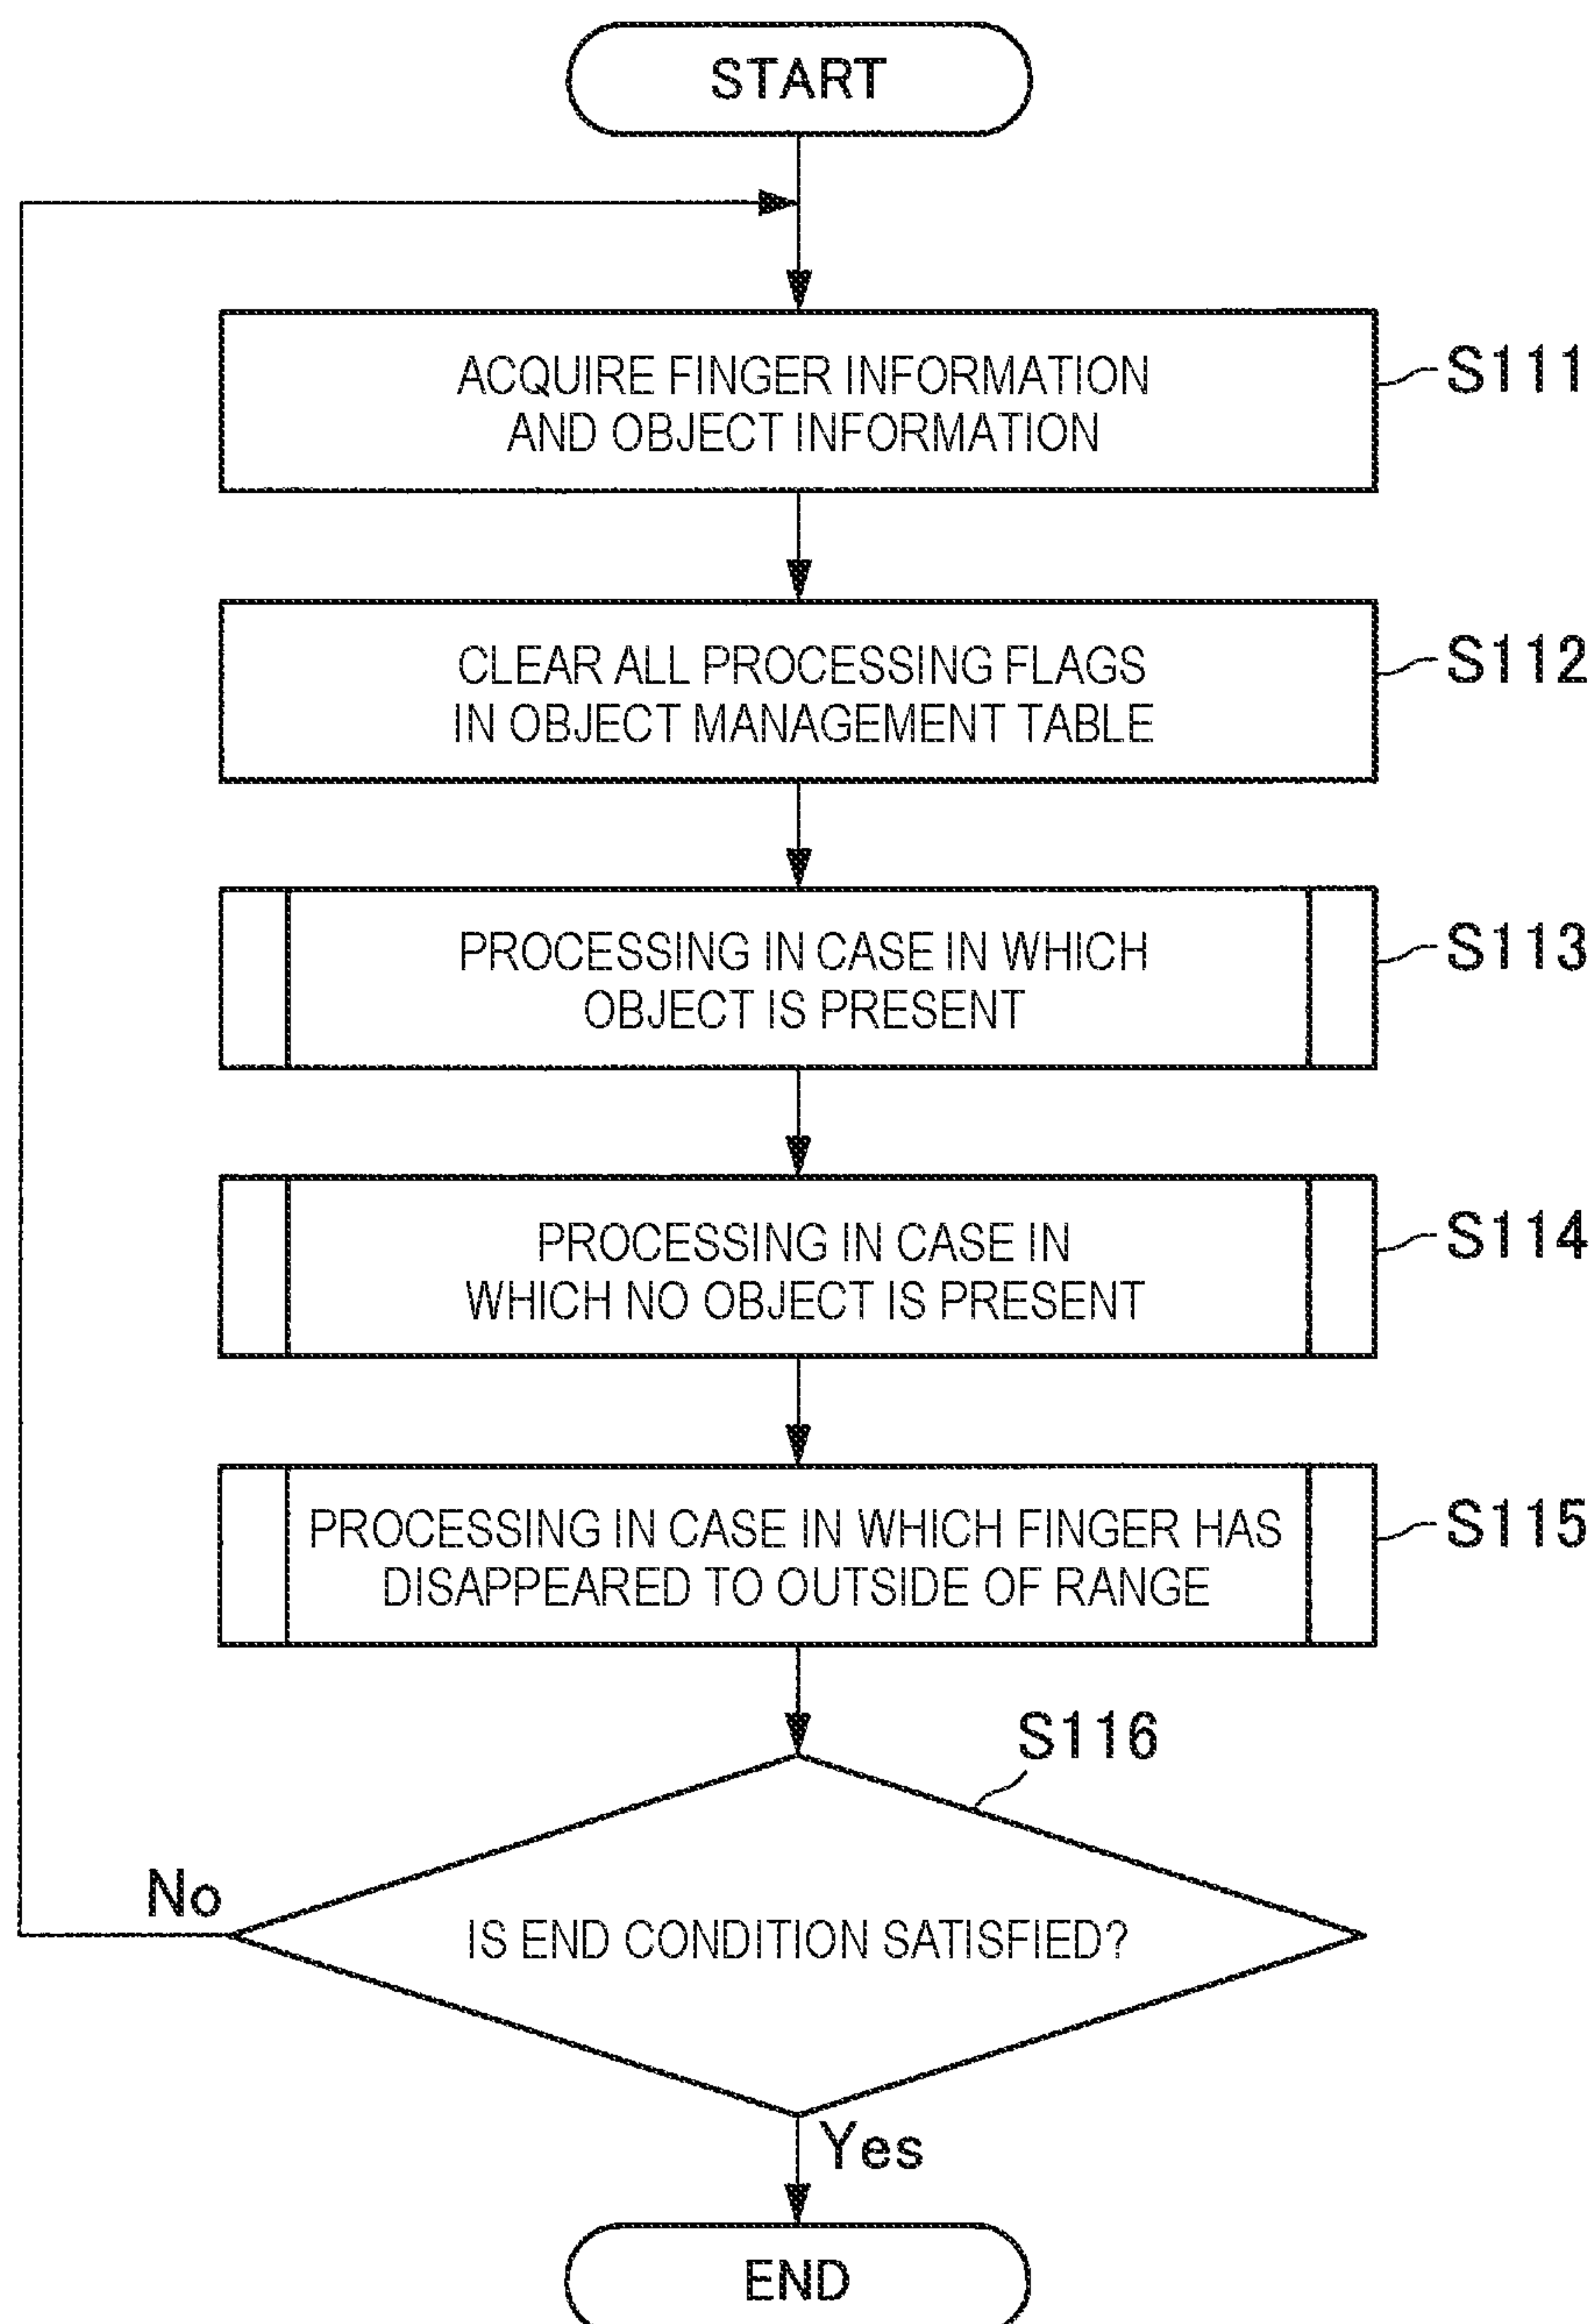 START
ACQUIRE FINGER INFORMATION
AND OBJECT INFORMATION
S111
CLEAR ALL PROCESSING FLAGS
IN OBJECT MANAGEMENT TABLE
S112
PROCESSING IN CASE IN WHICH
OBJECT IS PRESENT
S113
PROCESSING IN CASE IN
WHICH NO OBJECT IS PRESENT
S114
PROCESSING IN CASE IN WHICH FINGER HAS
DISAPPEARED TO OUTSIDE OF RANGE
S115
S116
No
IS END CONDITION SATISFIED?
Yes
END